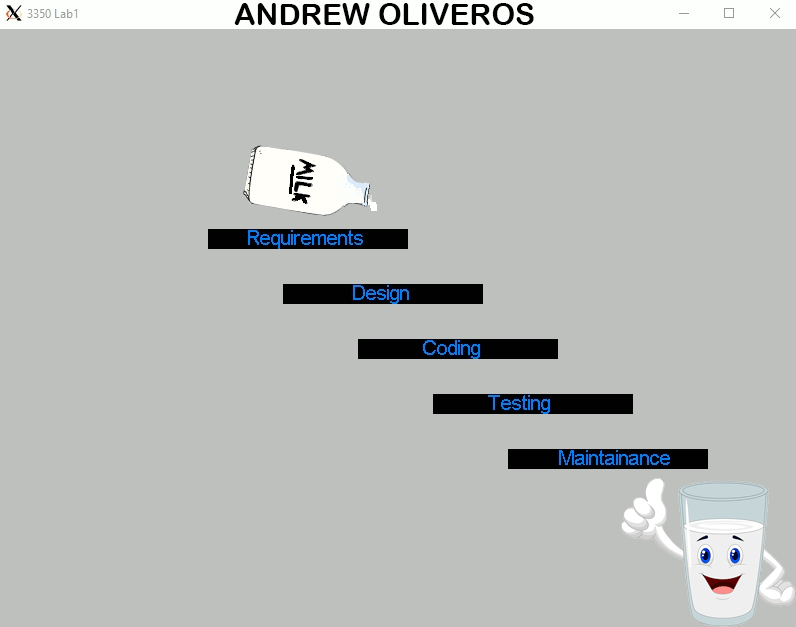 3350 Lab1
ANDREW OLIVEROS
MILK
Requirements
Design
Coding
Testing
Maintainance